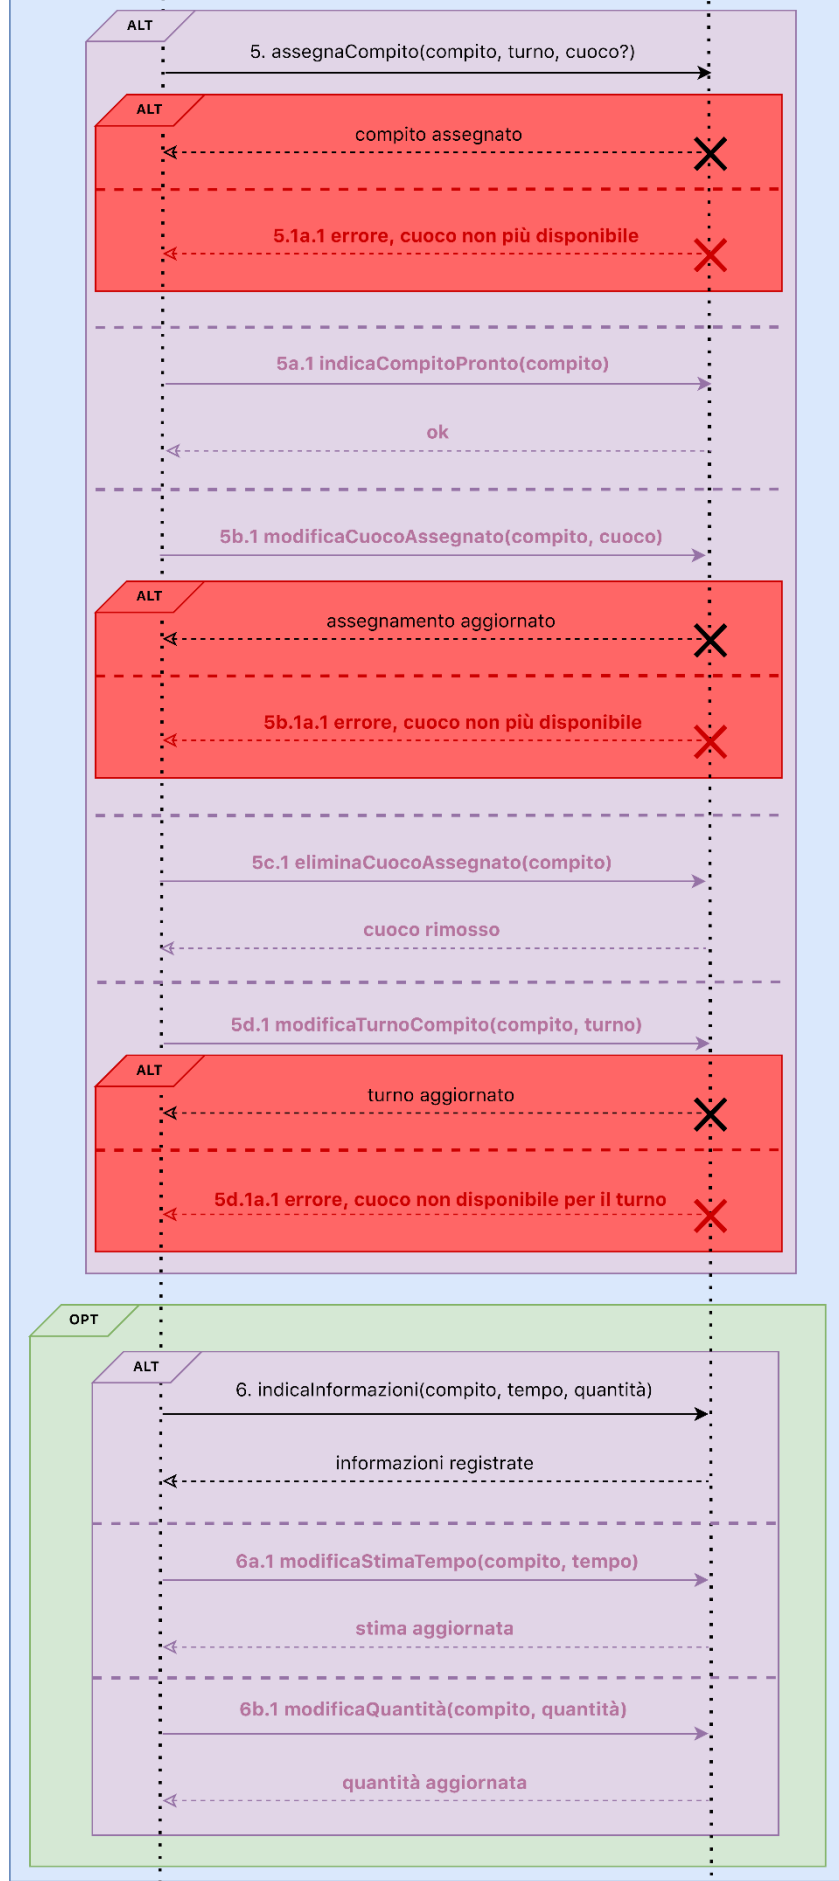 ALT
5. assegnaCompito(compito, turno, cuoco?)
ALT
compito assegnato
5.1a.1 errore, cuoco non più disponibile
5a.1 indicaCompitoPronto(compito)
ok
5b.1 modificaCuocoAssegnato(compito, cuoco)
ALT
assegnamento aggiornato
5b.1a.1 errore, cuoco non più disponibile
5c.1 eliminaCuocoAssegnato(compito)
cuoco rimosso
5d.1 modificaTurnoCompito(compito, turno)
ALT
turno aggiornato
5d.1a.1 errore, cuoco non disponibile per il turno
OPT
ALT
6. indicaInformazioni(compito, tempo, quantità)
informazioni registrate
6a.1 modificaStimaTempo(compito, tempo)
stima aggiornata
6b.1 modificaQuantità(compito, quantità)
quantità aggiornata